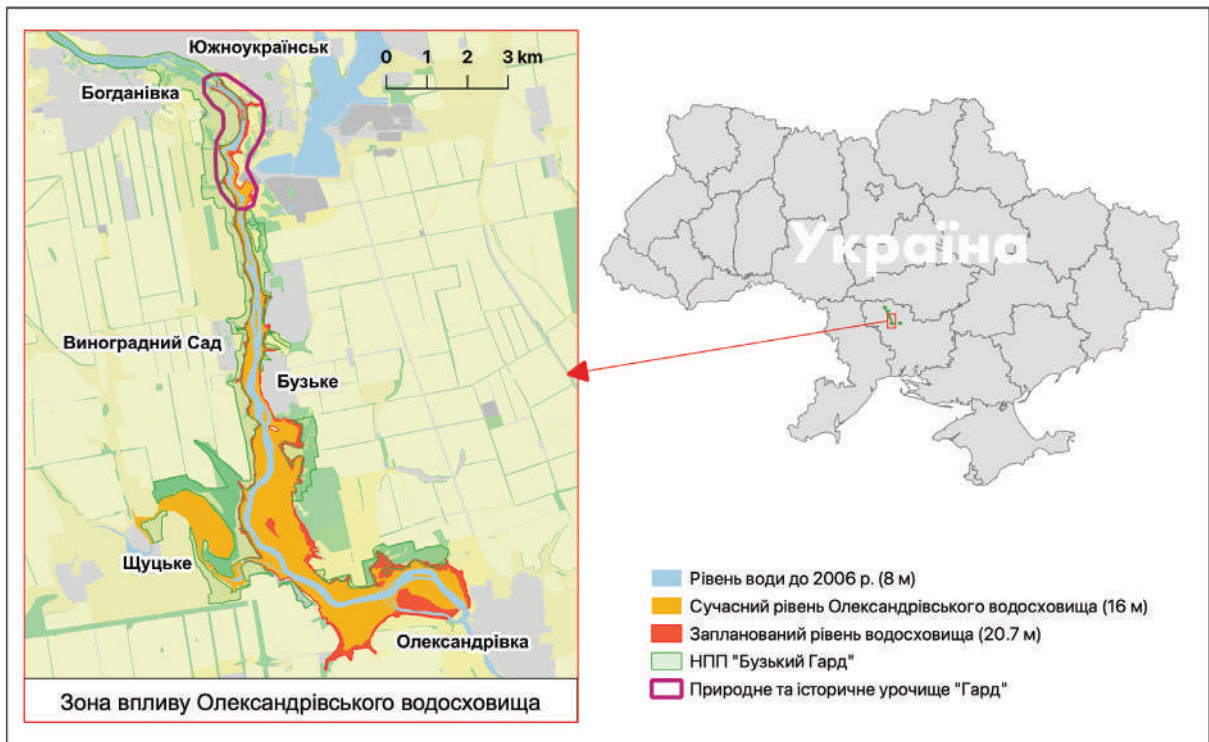 Южноукраїнськ
0 1 2 3 km
Богданівка
Україна
Виноградний Сад
Бузьке
Щуцьке
Олександрівка
Зона впливу Олександрівського водосховища
Рівень води до 2006 р. (8 м)
Сучасний рівень Олександрівського водосховища (16 м)
Запланований рівень водосховища (20.7 м)
НПП "Бузький Гард"
Природне та історичне урочище "Гард"